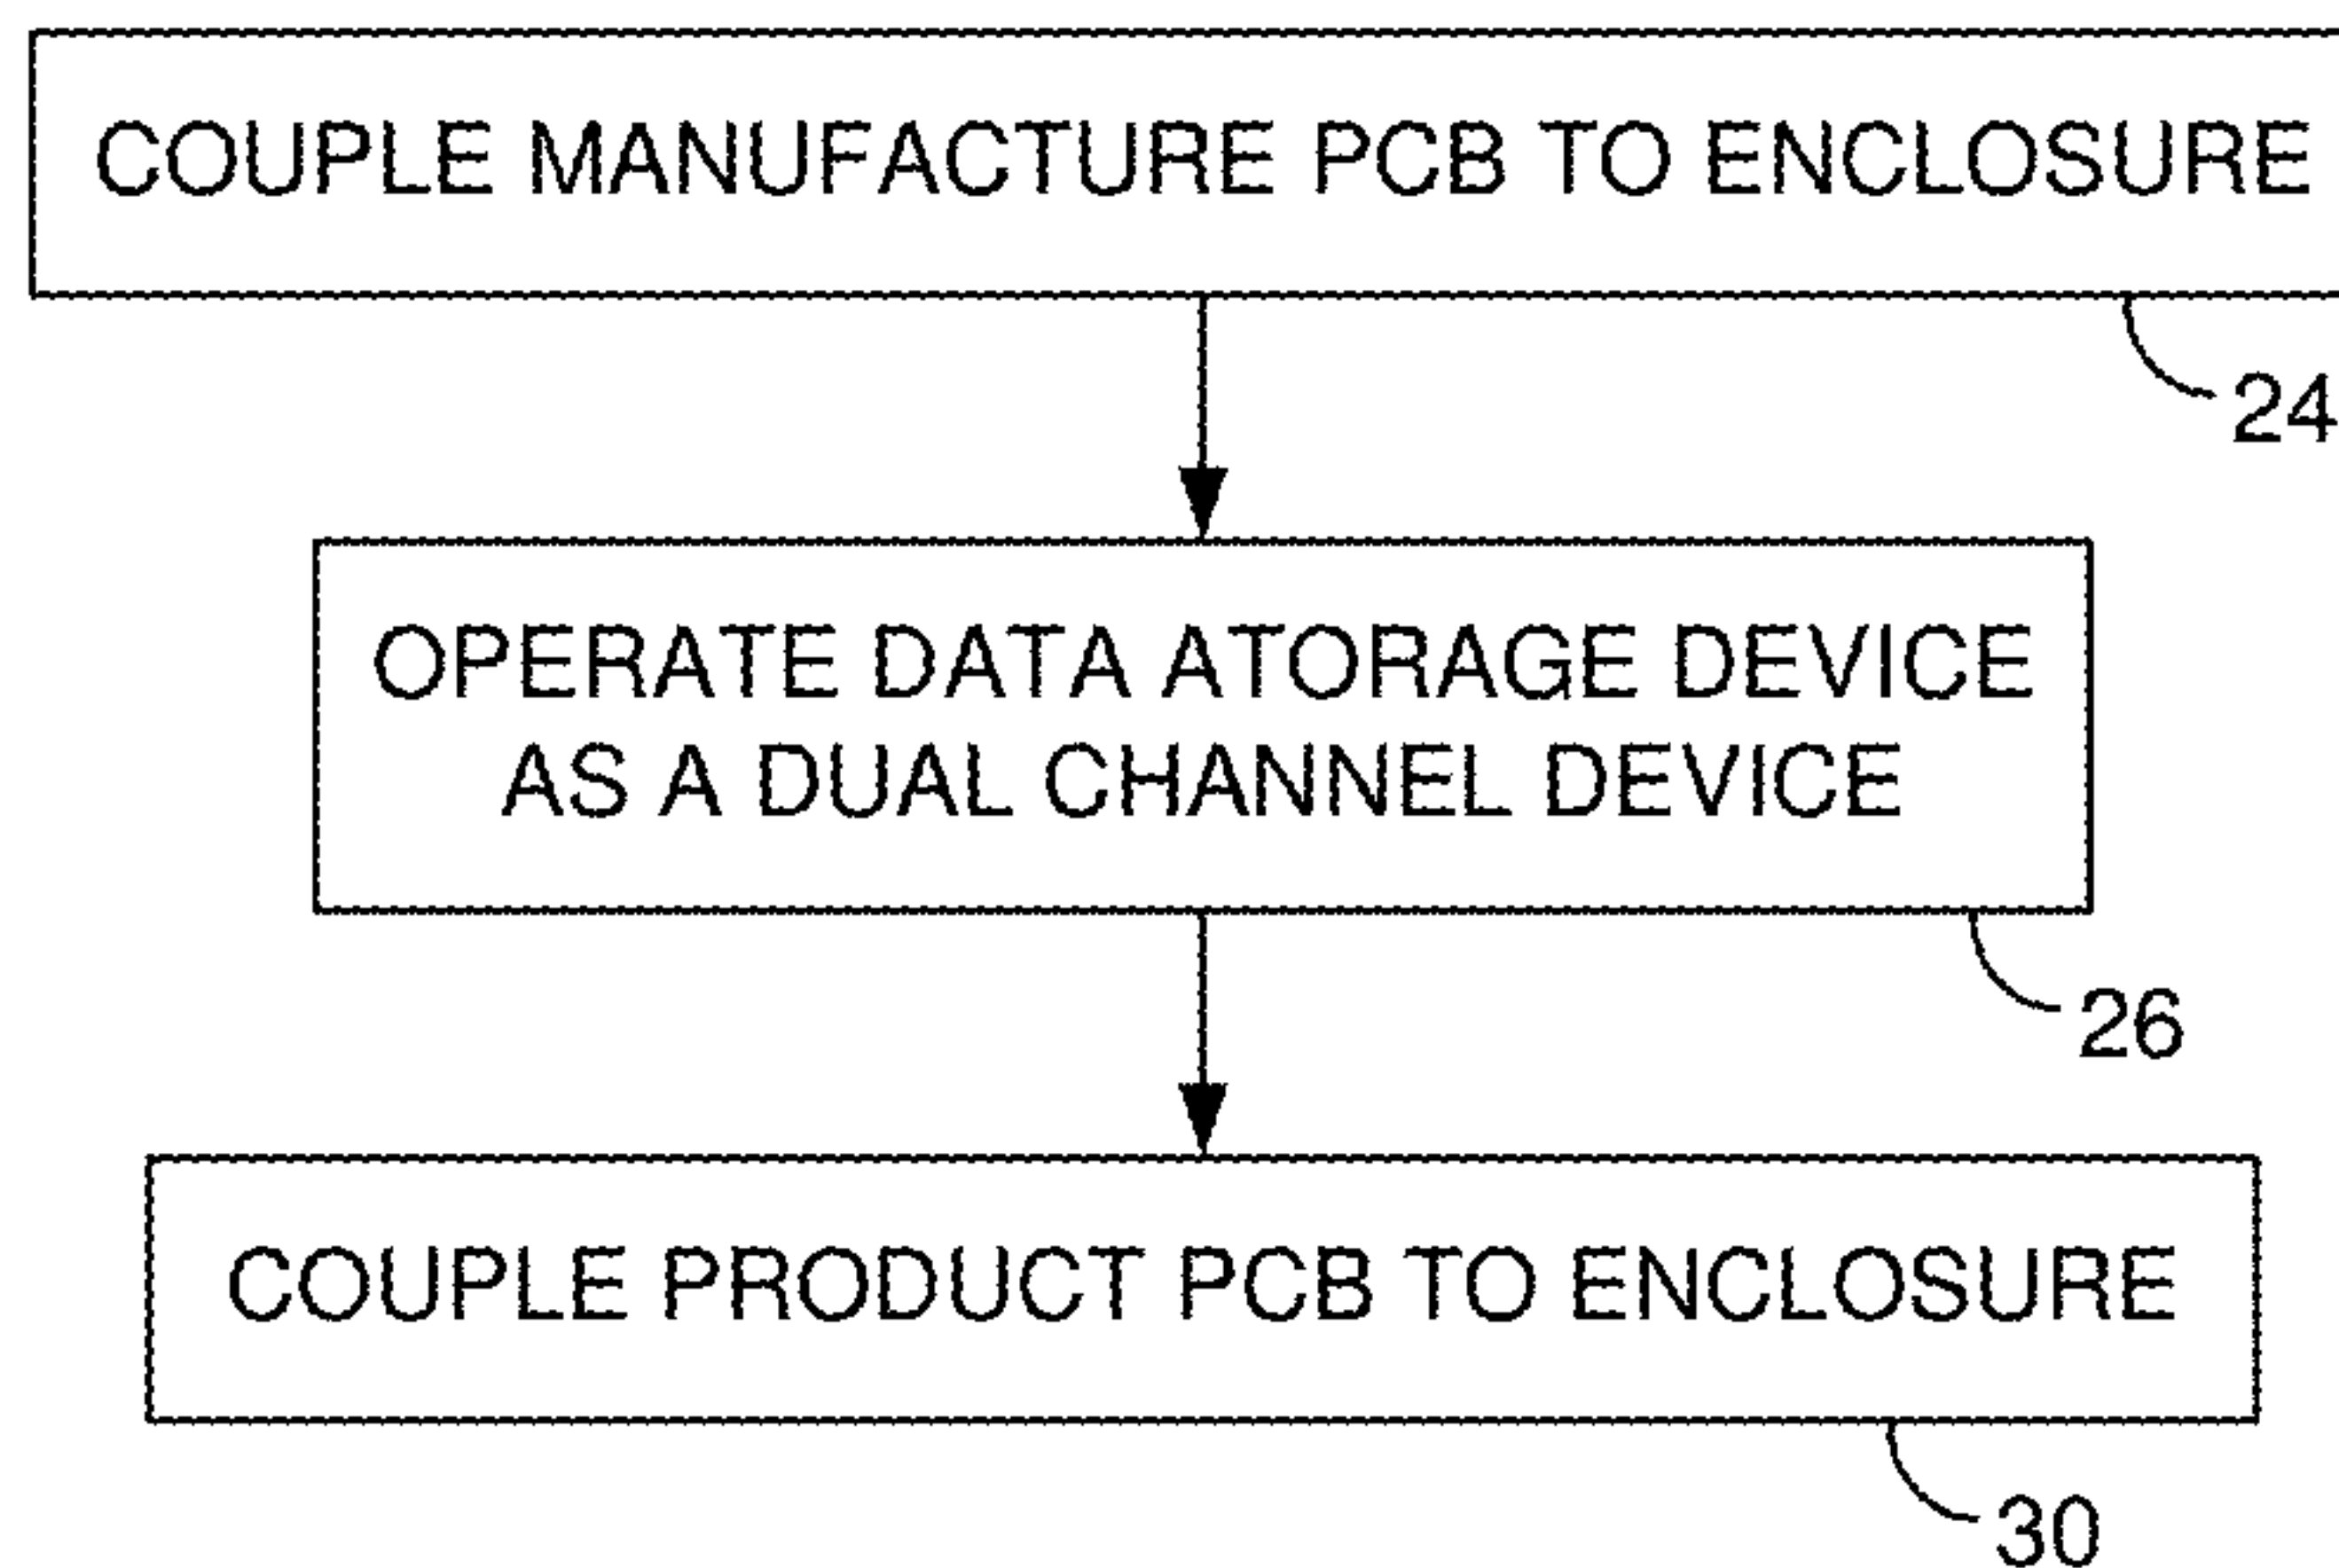 COUPLE MANUFACTURE PCB TO ENCLOSURE
24
OPERATE DATA ATORAGE DEVICE
AS A DUAL CHANNEL DEVICE
26
COUPLE PRODUCT PCB TO ENCLOSURE
30